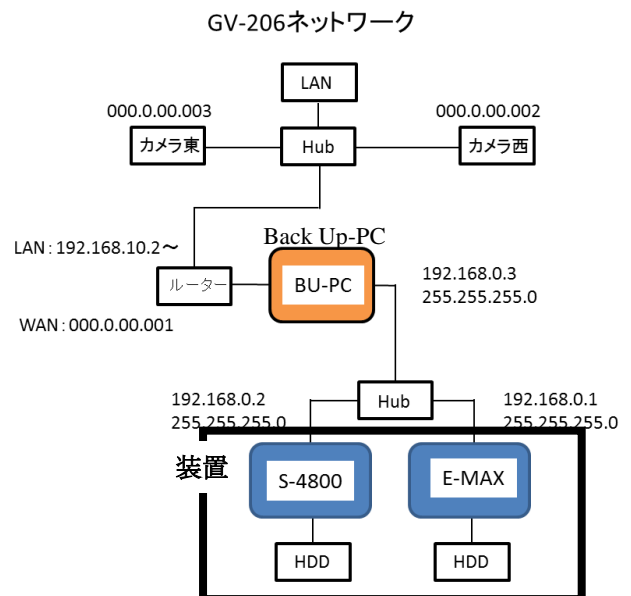 GV-206ネットワーク
LAN
000.0.00.003
000.0.00.002
カメラ東
Hub
カメラ西
LAN：192.168.10.2～
Back Up-PC
ルーター
BU-PC
192.168.0.3
255.255.255.0
WAN：000.0.00.001
192.168.0.2
255.255.255.0
Hub
192.168.0.1
255.255.255.0
装置
S-4800
E-MAX
HDD
HDD